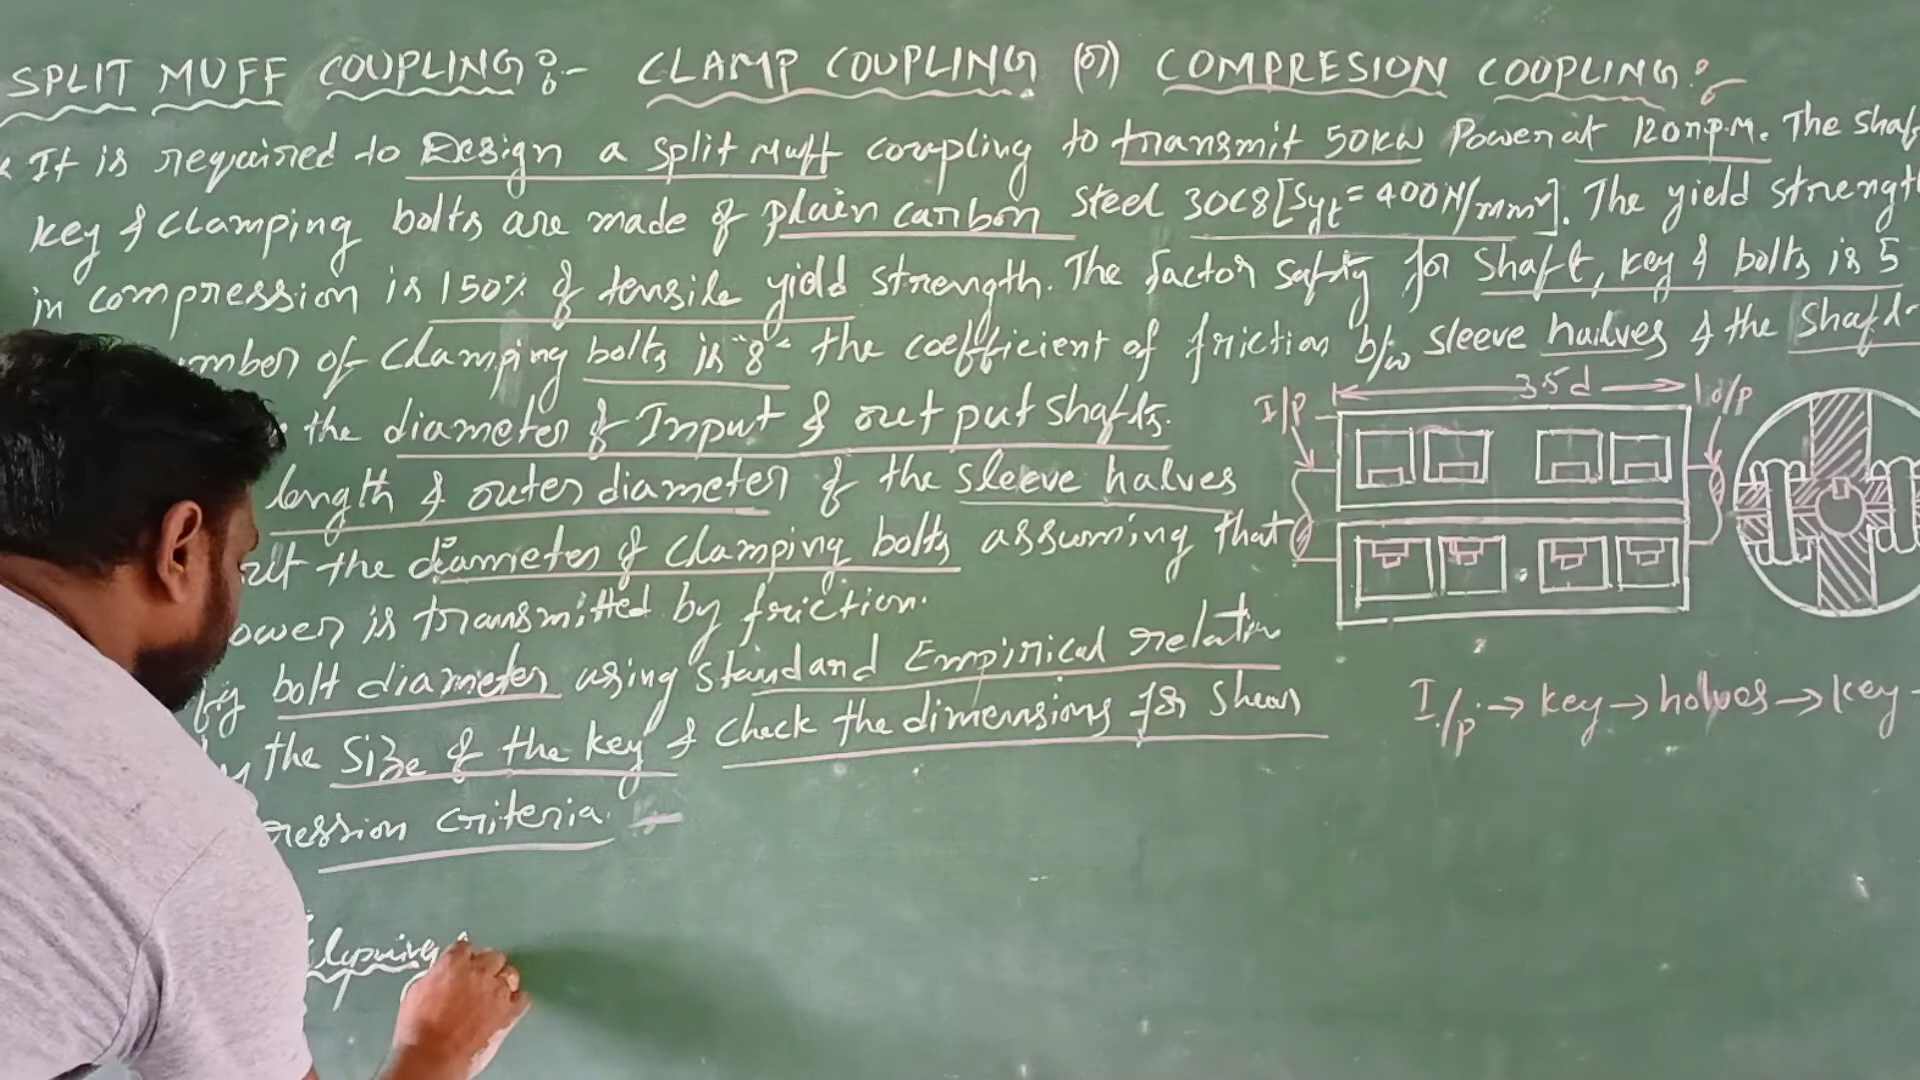 SPLIT MUFF COUPLING:- CLAMP COUPLING (or) COMPRESION COUPLING:-
It is required to Design a split Muff coupling to transmit 50kW Power at 120 r.p.m. The shaf
key & clamping bolts are made of plain carbon steel 30C8 [Syt = 400 N/mm²]. The yield strength
in compression is 150% of tensile yield strength. The factor safety for shaft, key & bolts is 5
mber of clamping bolts is "8" the coefficient of friction b/w sleeve halves & the shaft
the diameter of Input & out put shafts.
length & outer diameter of the sleeve halves
the diameter of clamping bolts assuming that
ower is transmitted by friction.
bolt diameter using standard Empirical relation
the size of the key & check the dimensions for shear
ression criteria.
3.5d
I/P
O/P
I/p → key → halves → key